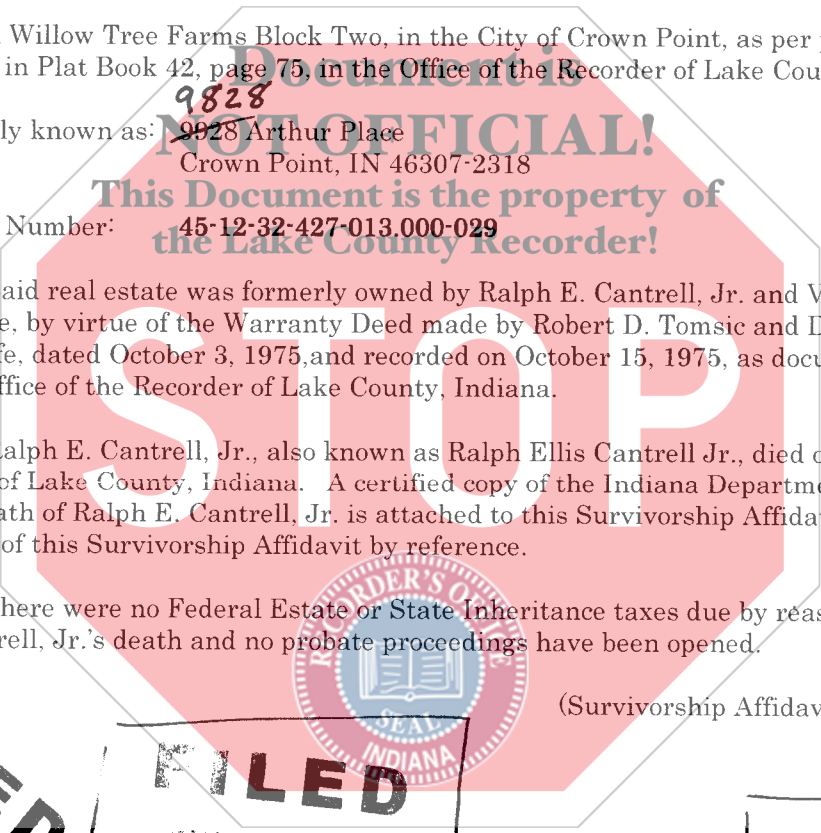 Willow Tree Farms Block Two, in the City of Crown Point, as per
in Plat Book 42, page 75, in the Office of the Recorder of Lake Cou
Document is
9828
ly known as: 9928 Arthur Place
NOT OFFICIAL!
Crown Point, IN 46307-2318
This Document is the property of
Number: 45-12-32-427-013.000-029
the Lake County Recorder!
aid real estate was formerly owned by Ralph E. Cantrell, Jr. and V
e, by virtue of the Warranty Deed made by Robert D. Tomsic and D
fe, dated October 3, 1975,and recorded on October 15, 1975, as docu
ffice of the Recorder of Lake County, Indiana.
STOP
alph E. Cantrell, Jr., also known as Ralph Ellis Cantrell Jr., died o
of Lake County, Indiana. A certified copy of the Indiana Departme
ath of Ralph E. Cantrell, Jr. is attached to this Survivorship Affida
of this Survivorship Affidavit by reference.
here were no Federal Estate or State Inheritance taxes due by reas
rell, Jr.'s death and no probate proceedings have been opened.
RECORDER'S OFFICE
SEAL
INDIANA
(Survivorship Affidav
FILED
ED